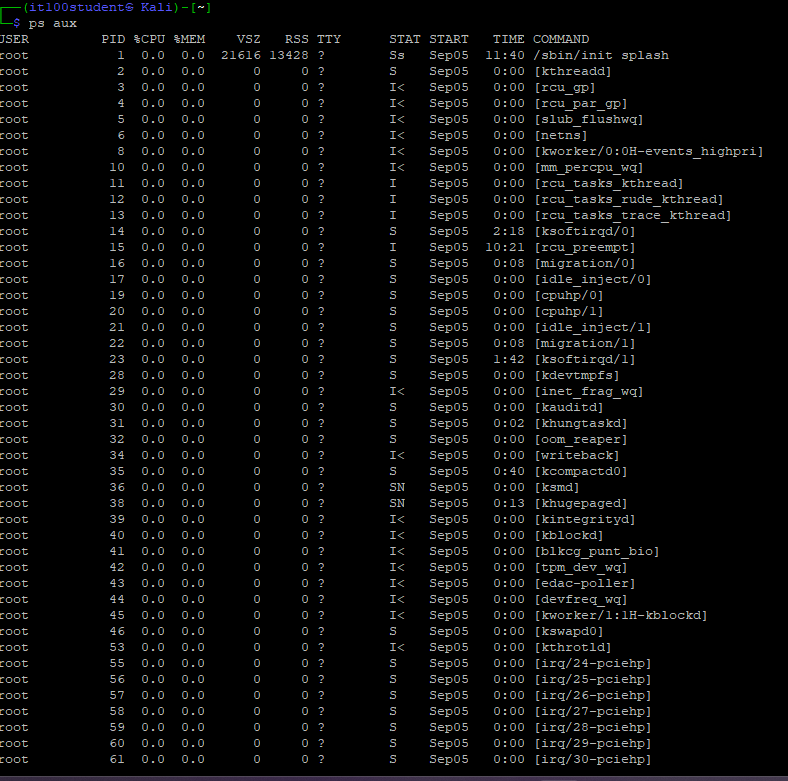 (it100student㉿ Kali)-[~]
$ ps aux
USER PID %CPU %MEM VSZ RSS TTY STAT START TIME COMMAND
root 1 0.0 0.0 21616 13428 ? Ss Sep05 11:40 /sbin/init splash
root 2 0.0 0.0 0 0 ? S Sep05 0:00 [kthreadd]
root 3 0.0 0.0 0 0 ? I< Sep05 0:00 [rcu_gp]
root 4 0.0 0.0 0 0 ? I< Sep05 0:00 [rcu_par_gp]
root 5 0.0 0.0 0 0 ? I< Sep05 0:00 [slub_flushwq]
root 6 0.0 0.0 0 0 ? I< Sep05 0:00 [netns]
root 8 0.0 0.0 0 0 ? I< Sep05 0:00 [kworker/0:0H-events_highpri]
root 10 0.0 0.0 0 0 ? I< Sep05 0:00 [mm_percpu_wq]
root 11 0.0 0.0 0 0 ? I Sep05 0:00 [rcu_tasks_kthread]
root 12 0.0 0.0 0 0 ? I Sep05 0:00 [rcu_tasks_rude_kthread]
root 13 0.0 0.0 0 0 ? I Sep05 0:00 [rcu_tasks_trace_kthread]
root 14 0.0 0.0 0 0 ? S Sep05 2:18 [ksoftirqd/0]
root 15 0.0 0.0 0 0 ? I Sep05 10:21 [rcu_preempt]
root 16 0.0 0.0 0 0 ? S Sep05 0:08 [migration/0]
root 17 0.0 0.0 0 0 ? S Sep05 0:00 [idle_inject/0]
root 19 0.0 0.0 0 0 ? S Sep05 0:00 [cpuhp/0]
root 20 0.0 0.0 0 0 ? S Sep05 0:00 [cpuhp/1]
root 21 0.0 0.0 0 0 ? S Sep05 0:00 [idle_inject/1]
root 22 0.0 0.0 0 0 ? S Sep05 0:08 [migration/1]
root 23 0.0 0.0 0 0 ? S Sep05 1:42 [ksoftirqd/1]
root 28 0.0 0.0 0 0 ? S Sep05 0:00 [kdevtmpfs]
root 29 0.0 0.0 0 0 ? I< Sep05 0:00 [inet_frag_wq]
root 30 0.0 0.0 0 0 ? S Sep05 0:00 [kauditd]
root 31 0.0 0.0 0 0 ? S Sep05 0:02 [khungtaskd]
root 32 0.0 0.0 0 0 ? S Sep05 0:00 [oom_reaper]
root 34 0.0 0.0 0 0 ? I< Sep05 0:00 [writeback]
root 35 0.0 0.0 0 0 ? S Sep05 0:40 [kcompactd0]
root 36 0.0 0.0 0 0 ? SN Sep05 0:00 [ksmd]
root 38 0.0 0.0 0 0 ? SN Sep05 0:13 [khugepaged]
root 39 0.0 0.0 0 0 ? I< Sep05 0:00 [kintegrityd]
root 40 0.0 0.0 0 0 ? I< Sep05 0:00 [kblockd]
root 41 0.0 0.0 0 0 ? I< Sep05 0:00 [blkcg_punt_bio]
root 42 0.0 0.0 0 0 ? I< Sep05 0:00 [tpm_dev_wq]
root 43 0.0 0.0 0 0 ? I< Sep05 0:00 [edac-poller]
root 44 0.0 0.0 0 0 ? I< Sep05 0:00 [devfreq_wq]
root 45 0.0 0.0 0 0 ? I< Sep05 0:00 [kworker/1:1H-kblockd]
root 46 0.0 0.0 0 0 ? S Sep05 0:00 [kswapd0]
root 53 0.0 0.0 0 0 ? I< Sep05 0:00 [kthrotld]
root 55 0.0 0.0 0 0 ? S Sep05 0:00 [irq/24-pciehp]
root 56 0.0 0.0 0 0 ? S Sep05 0:00 [irq/25-pciehp]
root 57 0.0 0.0 0 0 ? S Sep05 0:00 [irq/26-pciehp]
root 58 0.0 0.0 0 0 ? S Sep05 0:00 [irq/27-pciehp]
root 59 0.0 0.0 0 0 ? S Sep05 0:00 [irq/28-pciehp]
root 60 0.0 0.0 0 0 ? S Sep05 0:00 [irq/29-pciehp]
root 61 0.0 0.0 0 0 ? S Sep05 0:00 [irq/30-pciehp]